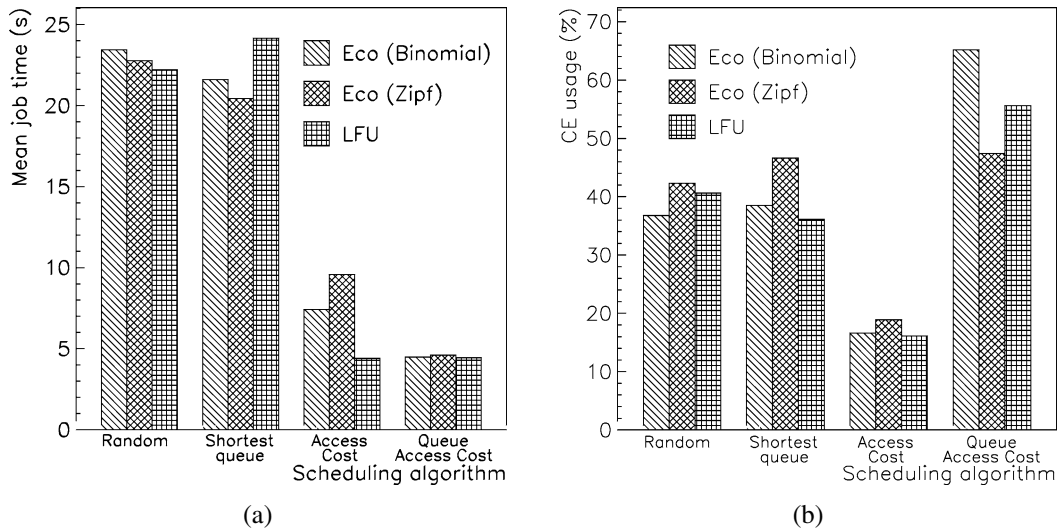 Mean job time (s)
25
20
15
10
5
0
Eco (Binomial)
Eco (Zipf)
LFU
Random
Shortest queue
Access Cost
Queue Access Cost
Scheduling algorithm
(a)
CE usage (%)
70
60
50
40
30
20
10
0
Eco (Binomial)
Eco (Zipf)
LFU
Random
Shortest queue
Access Cost
Queue Access Cost
Scheduling algorithm
(b)